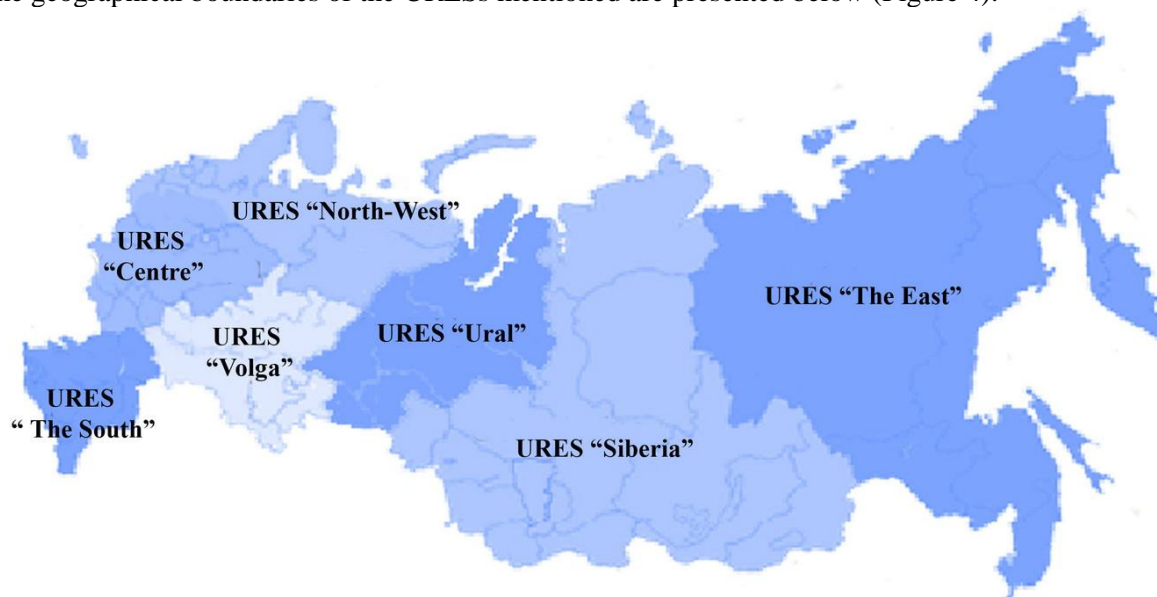 the geographical boundaries of the URESs mentioned are presented below (Figure 4).
URES “North-West”
URES
“Centre”
URES “The East”
URES “Ural”
URES
“Volga”
URES
“ The South”
URES “Siberia”